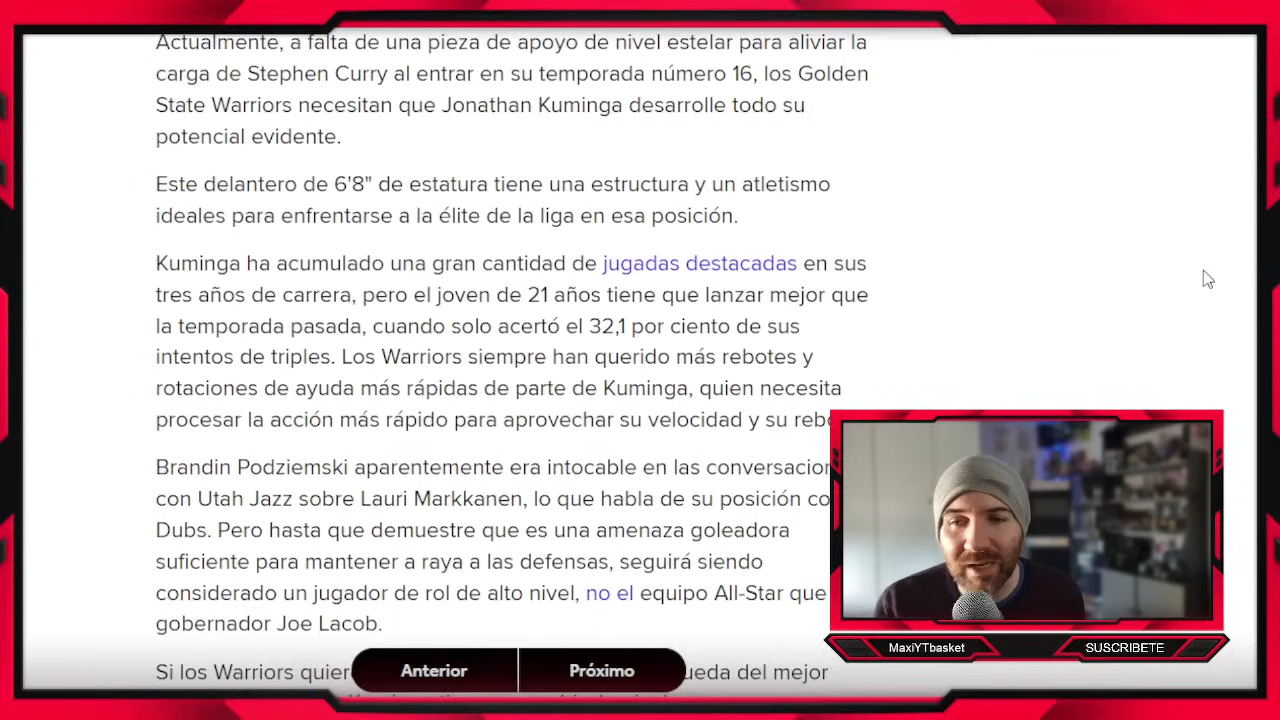 Actualmente, a falta de una pieza de apoyo de nivel estelar para aliviar la
carga de Stephen Curry al entrar en su temporada número 16, los Golden
State Warriors necesitan que Jonathan Kuminga desarrolle todo su
potencial evidente.
Este delantero de 6'8" de estatura tiene una estructura y un atletismo
ideales para enfrentarse a la élite de la liga en esa posición.
Kuminga ha acumulado una gran cantidad de jugadas destacadas en sus
tres años de carrera, pero el joven de 21 años tiene que lanzar mejor que
la temporada pasada, cuando solo acertó el 32,1 por ciento de sus
intentos de triples. Los Warriors siempre han querido más rebotes y
rotaciones de ayuda más rápidas de parte de Kuminga, quien necesita
procesar la acción más rápido para aprovechar su velocidad y su
Brandin Podziemski aparentemente era intocable en las
con Utah Jazz sobre Lauri Markkanen, lo que habla de su posición
Dubs. Pero hasta que demuestre que es una amenaza goleadora
suficiente para mantener a raya a las defensas, seguirá siendo
considerado un jugador de rol de alto nivel, no el equipo All-Star que
gobernador Joe Lacob.
Si los Warriors del mejor
Anterior
Próximo
MaxiYTbasket
SUSCRIBETE